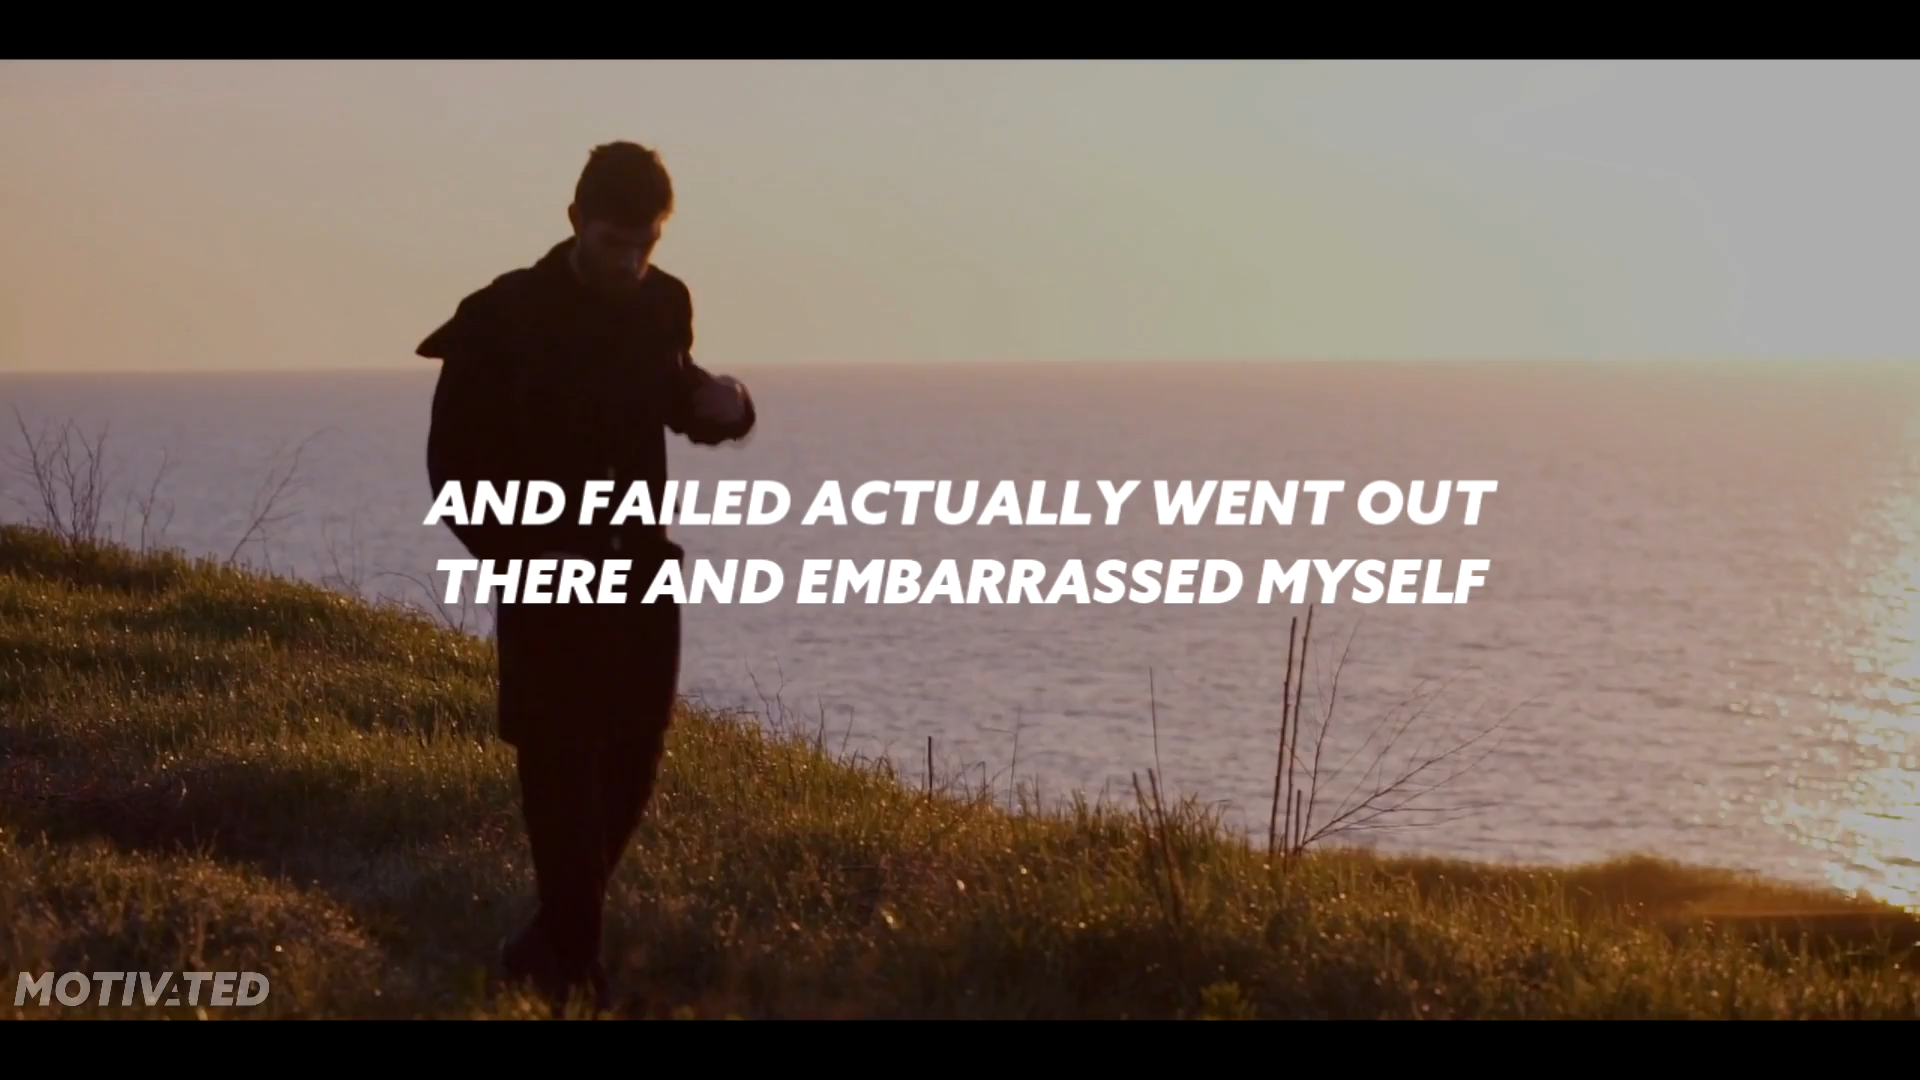 AND FAILED ACTUALLY WENT OUT
THERE AND EMBARRASSED MYSELF
MOTIVATED